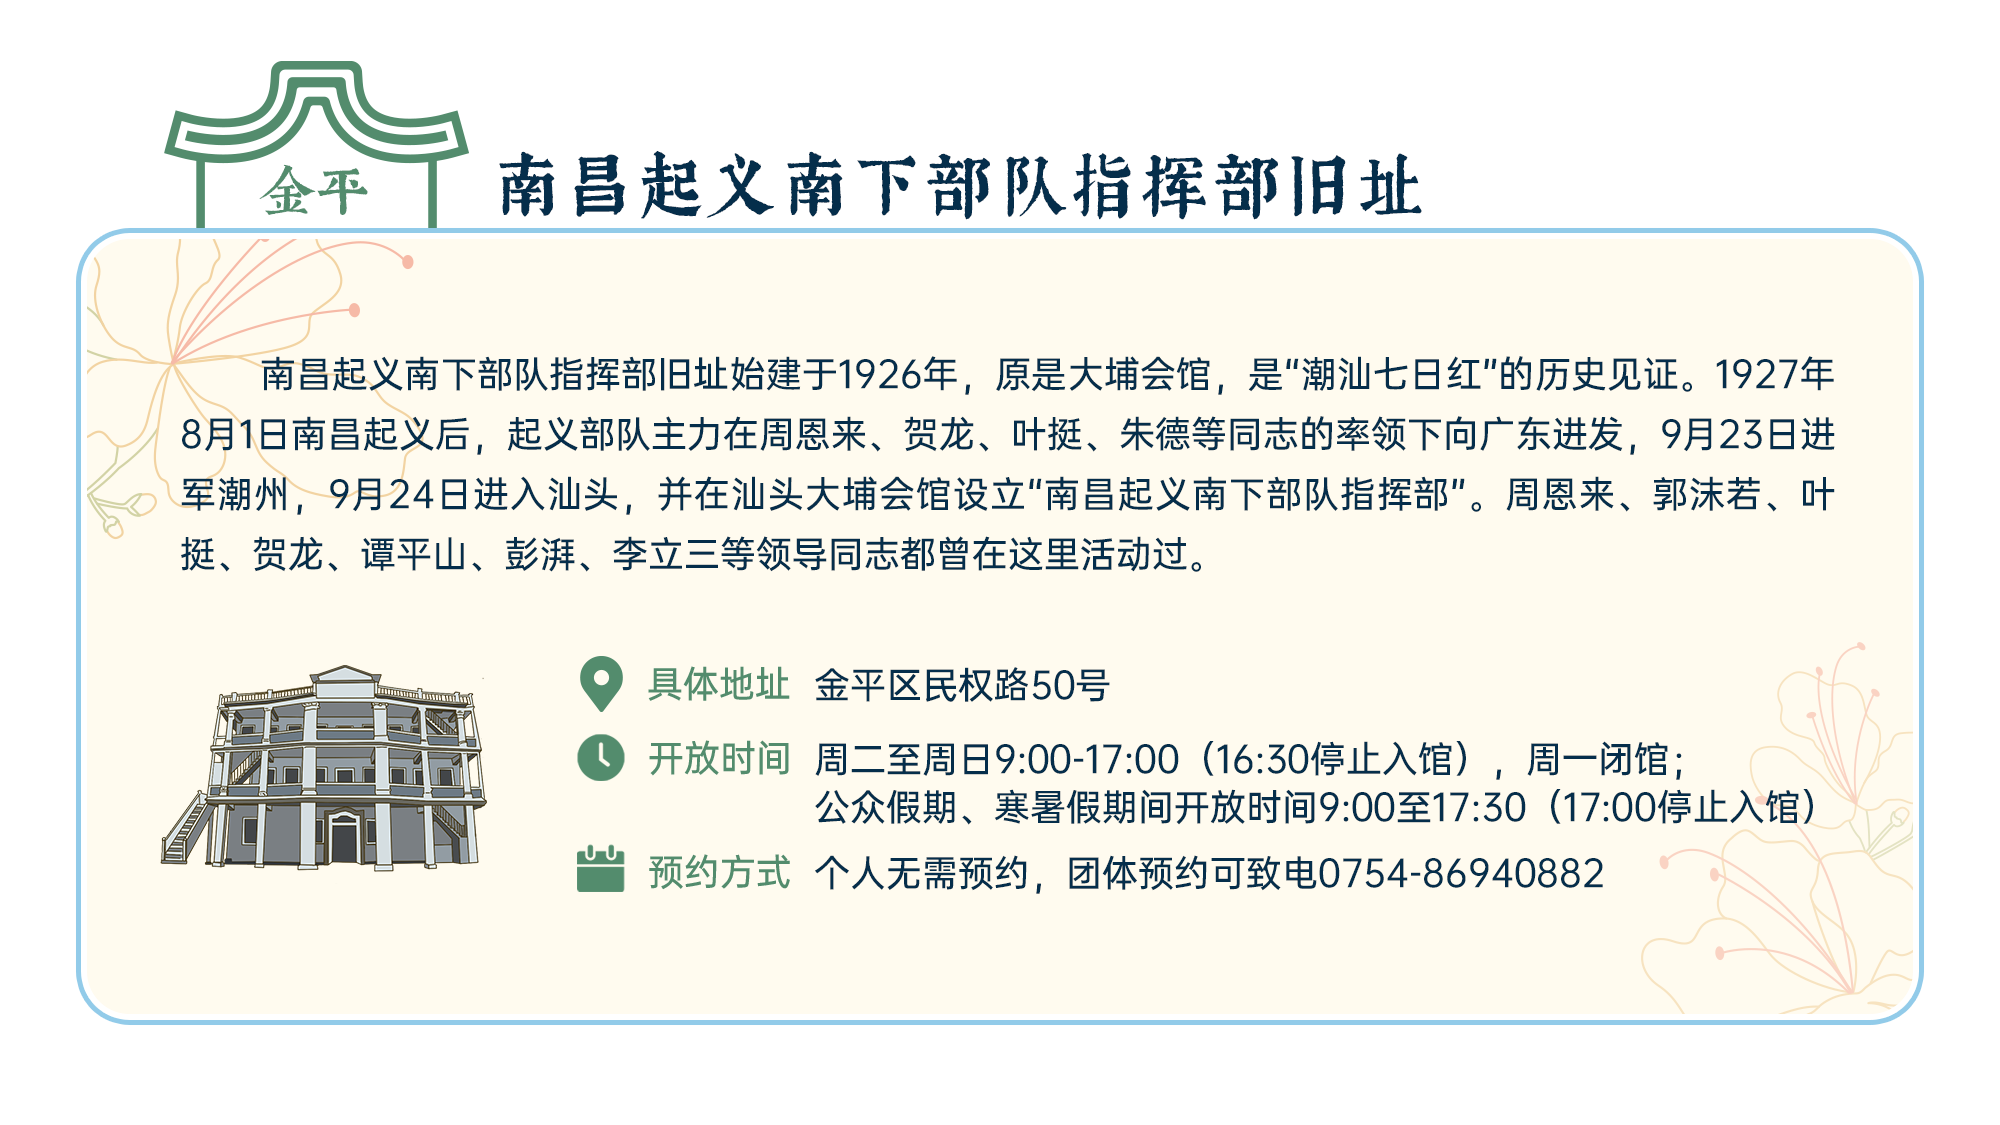 金平
南昌起义南下部队指挥部旧址
南昌起义南下部队指挥部旧址始建于1926年，原是大埔会馆，是“潮汕七日红”的历史见证。1927年
8月1日南昌起义后，起义部队主力在周恩来、贺龙、叶挺、朱德等同志的率领下向广东进发，9月23日进
军潮州，9月24日进入汕头，并在汕头大埔会馆设立“南昌起义南下部队指挥部”。周恩来、郭沫若、叶
挺、贺龙、谭平山、彭湃、李立三等领导同志都曾在这里活动过。
具体地址 金平区民权路50号
开放时间 周二至周日9:00-17:00（16:30停止入馆），周一闭馆；
公众假期、寒暑假期间开放时间9:00至17:30（17:00停止入馆）
预约方式 个人无需预约，团体预约可致电0754-86940882